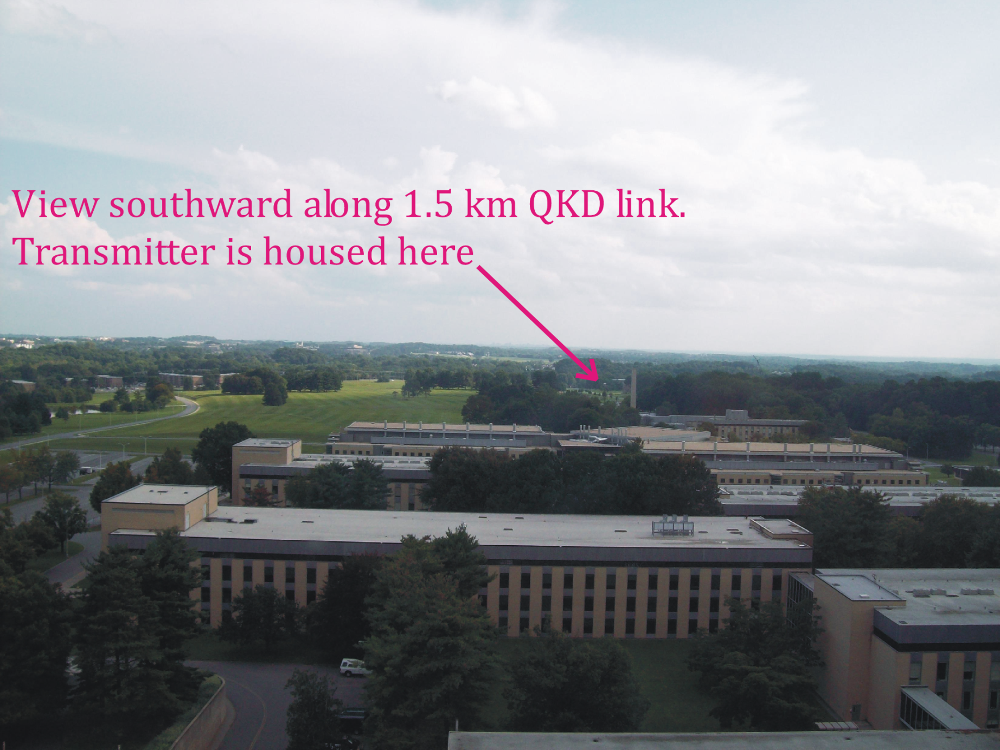 View southward along 1.5 km QKD link.
Transmitter is housed here